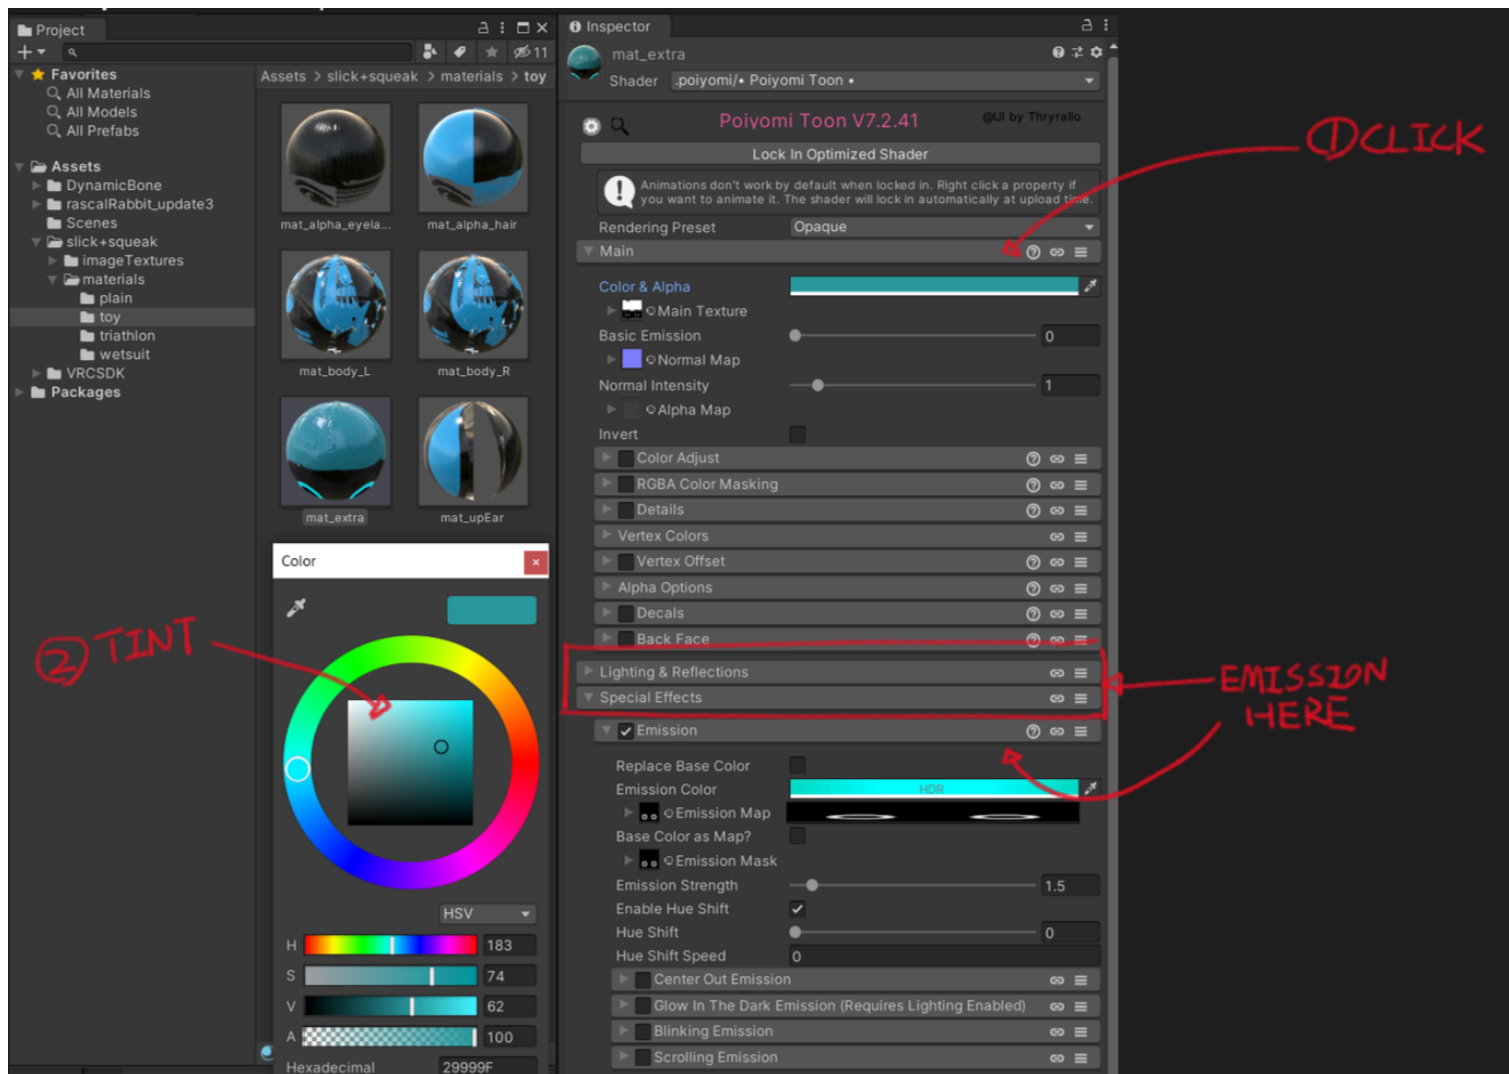 Project
11
Favorites
All Materials
All Models
All Prefabs
Assets
DynamicBone
rascalRabbit_update3
Scenes
slick+squeak
imageTextures
materials
plain
toy
triathlon
wetsuit
VRCSDK
Packages
Assets > slick+squeak > materials > toy
mat_alpha_eyela...
mat_alpha_hair
mat_body_L
mat_body_R
mat_extra
mat_upEar
Color
HSV
H 183
S 74
V 62
A 100
Hexadecimal 29999F
Inspector
mat_extra
Shader .poiyomi/• Poiyomi Toon •
Poiyomi Toon V7.2.41
@UI by Thryrallo
Lock In Optimized Shader
Animations don't work by default when locked in. Right click a property if
you want to animate it. The shader will lock in automatically at upload time.
Rendering Preset Opaque
Main
Color & Alpha
Main Texture
Basic Emission 0
Normal Map
Normal Intensity 1
Alpha Map
Invert
Color Adjust
RGBA Color Masking
Details
Vertex Colors
Vertex Offset
Alpha Options
Decals
Back Face
Lighting & Reflections
Special Effects
Emission
Replace Base Color
Emission Color HDR
Emission Map
Base Color as Map?
Emission Mask
Emission Strength 1.5
Enable Hue Shift
Hue Shift 0
Hue Shift Speed 0
Center Out Emission
Glow In The Dark Emission (Requires Lighting Enabled)
Blinking Emission
Scrolling Emission
① CLICK
② TINT
EMISSION
HERE